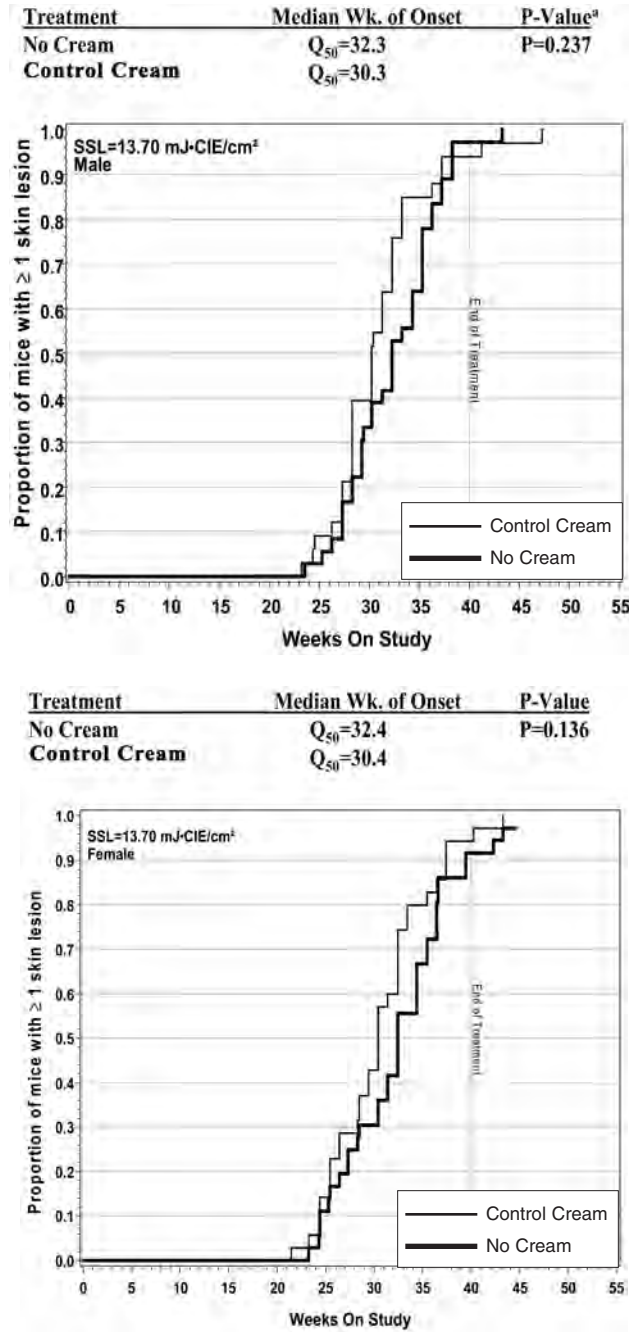 Treatment Median Wk. of Onset P-Valueᵃ
No Cream Q₅₀=32.3 P=0.237
Control Cream Q₅₀=30.3
SSL=13.70 mJ•CIE/cm²
Male
Proportion of mice with ≥ 1 skin lesion
1.0
0.9
0.8
0.7
0.6
0.5
0.4
0.3
0.2
0.1
0.0
End of Treatment
Control Cream
No Cream
0 5 10 15 20 25 30 35 40 45 50 55
Weeks On Study
Treatment Median Wk. of Onset P-Value
No Cream Q₅₀=32.4 P=0.136
Control Cream Q₅₀=30.4
SSL=13.70 mJ•CIE/cm²
Female
Proportion of mice with ≥ 1 skin lesion
1.0
0.9
0.8
0.7
0.6
0.5
0.4
0.3
0.2
0.1
0.0
End of Treatment
Control Cream
No Cream
0 5 10 15 20 25 30 35 40 45 50 55
Weeks On Study